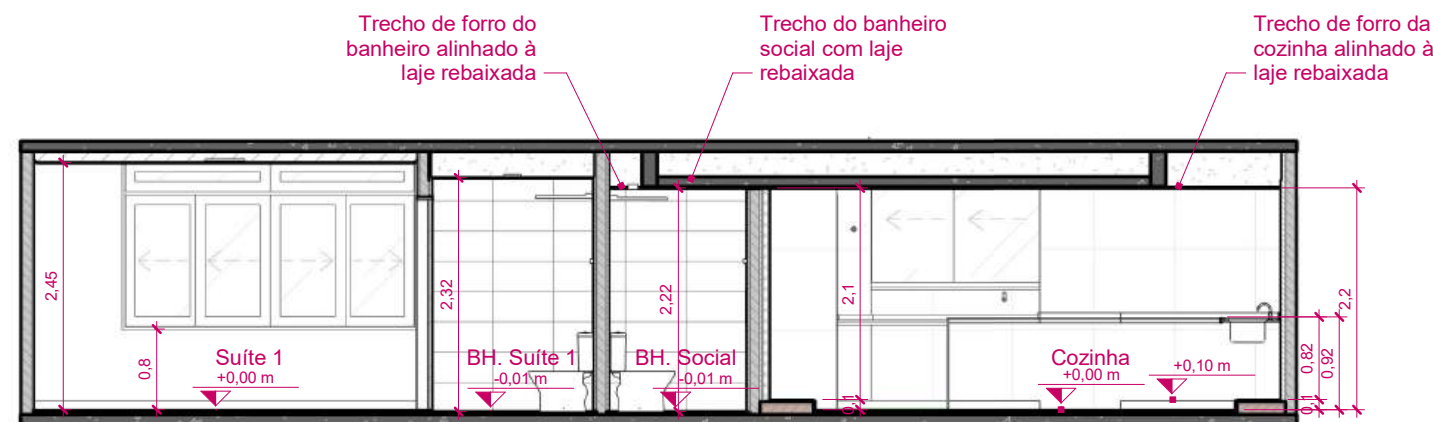 Trecho de forro do
banheiro alinhado à
laje rebaixada
Trecho do banheiro
social com laje
rebaixada
Trecho de forro da
cozinha alinhado à
laje rebaixada
2,45
0,8
Suíte 1
+0,00 m
2,32
BH. Suíte 1
-0,01 m
2,22
BH. Social
-0,01 m
2,1
0,1
Cozinha
+0,00 m
+0,10 m
0,82
0,92
0,1
2,2